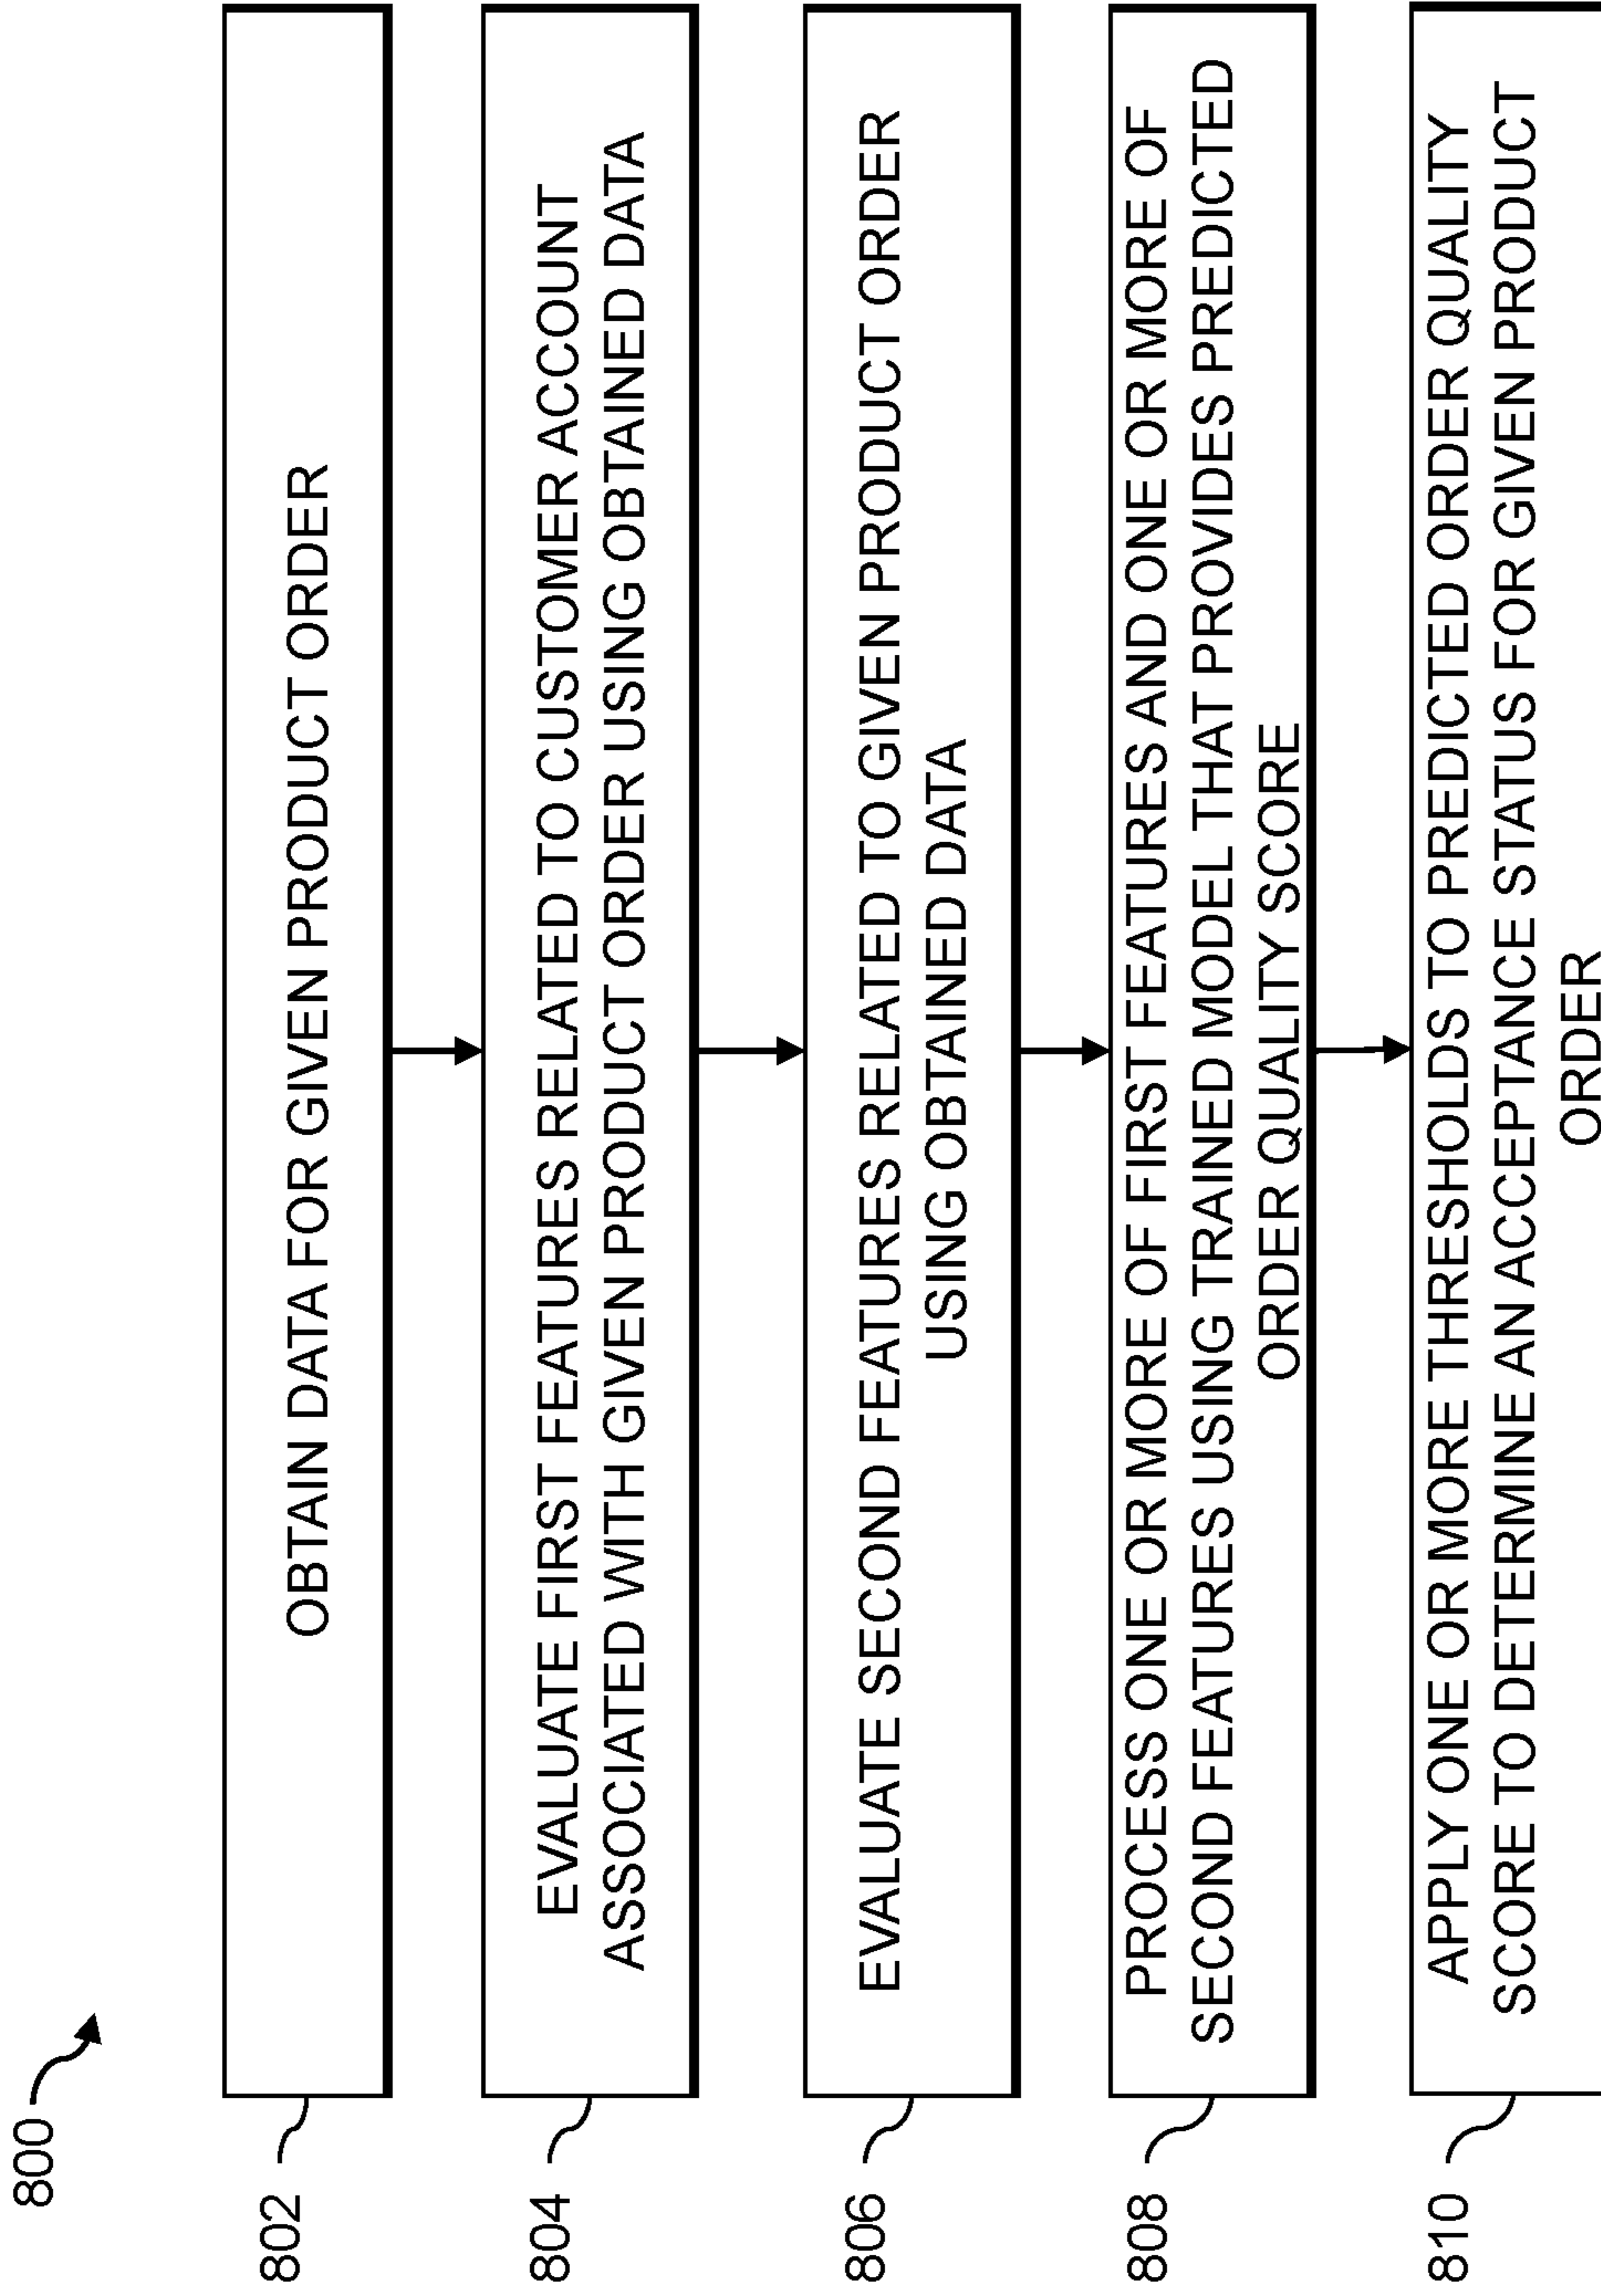 800
802
OBTAIN DATA FOR GIVEN PRODUCT ORDER
804
EVALUATE FIRST FEATURES RELATED TO CUSTOMER ACCOUNT
ASSOCIATED WITH GIVEN PRODUCT ORDER USING OBTAINED DATA
806
EVALUATE SECOND FEATURES RELATED TO GIVEN PRODUCT ORDER
USING OBTAINED DATA
808
PROCESS ONE OR MORE OF FIRST FEATURES AND ONE OR MORE OF
SECOND FEATURES USING TRAINED MODEL THAT PROVIDES PREDICTED
ORDER QUALITY SCORE
810
APPLY ONE OR MORE THRESHOLDS TO PREDICTED ORDER QUALITY
SCORE TO DETERMINE AN ACCEPTANCE STATUS FOR GIVEN PRODUCT
ORDER